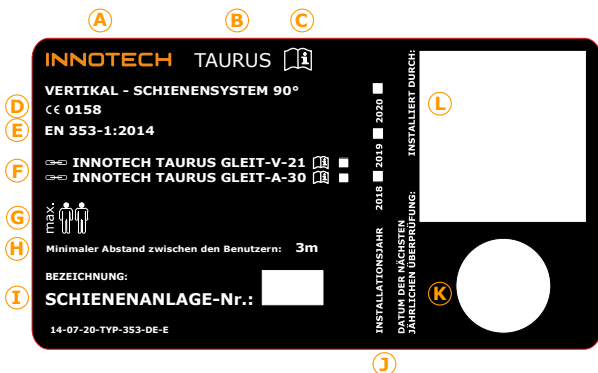 A B C
INNOTECH TAURUS
VERTIKAL - SCHIENENSYSTEM 90°
D CE 0158
E EN 353-1:2014
F INNOTECH TAURUS GLEIT-V-21
INNOTECH TAURUS GLEIT-A-30
G max.
H Minimaler Abstand zwischen den Benutzern: 3m
BEZEICHNUNG:
I SCHIENENANLAGE-Nr.:
14-07-20-TYP-353-DE-E
INSTALLATIONSJAHR 2018 2019 2020
J
DATUM DER NÄCHSTEN
JÄHRLICHEN ÜBERPRÜFUNG:
K
INSTALLIERT DURCH:
L